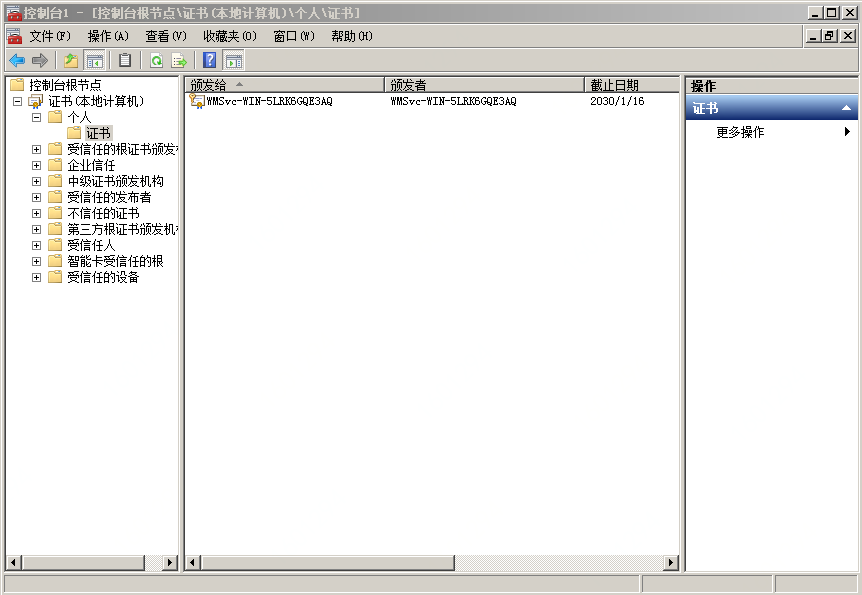 控制台1 - [控制台根节点\证书(本地计算机)\个人\证书]
文件(F) 操作(A) 查看(V) 收藏夹(O) 窗口(W) 帮助(H)
控制台根节点
证书(本地计算机)
个人
证书
受信任的根证书颁发
企业信任
中级证书颁发机构
受信任的发布者
不信任的证书
第三方根证书颁发机
受信任人
智能卡受信任的根
受信任的设备
颁发给 颁发者 截止日期
WMSvc-WIN-5LRK6GQE3AQ WMSvc-WIN-5LRK6GQE3AQ 2030/1/16
操作
证书
更多操作